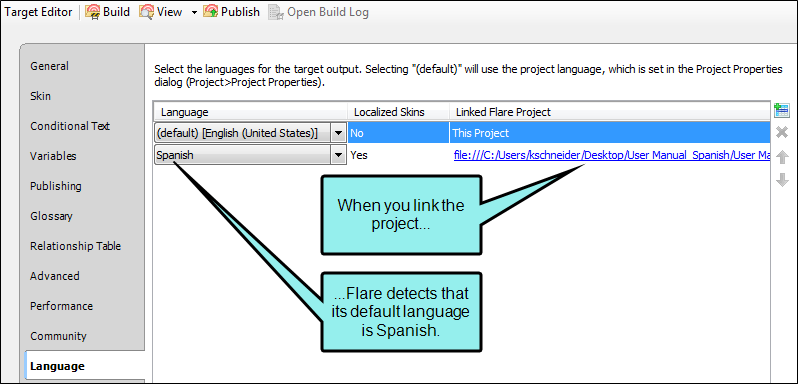 Target Editor Build View Publish Open Build Log
General
Skin
Conditional Text
Variables
Publishing
Glossary
Relationship Table
Advanced
Performance
Community
Language
Select the languages for the target output. Selecting "(default)" will use the project language, which is set in the Project Properties
dialog (Project>Project Properties).
Language Localized Skins Linked Flare Project
(default) [English (United States)] No This Project
Spanish Yes file:///C:/Users/kschneider/Desktop/User Manual_Spanish/User Ma
When you link the
project...
...Flare detects that
its default language
is Spanish.